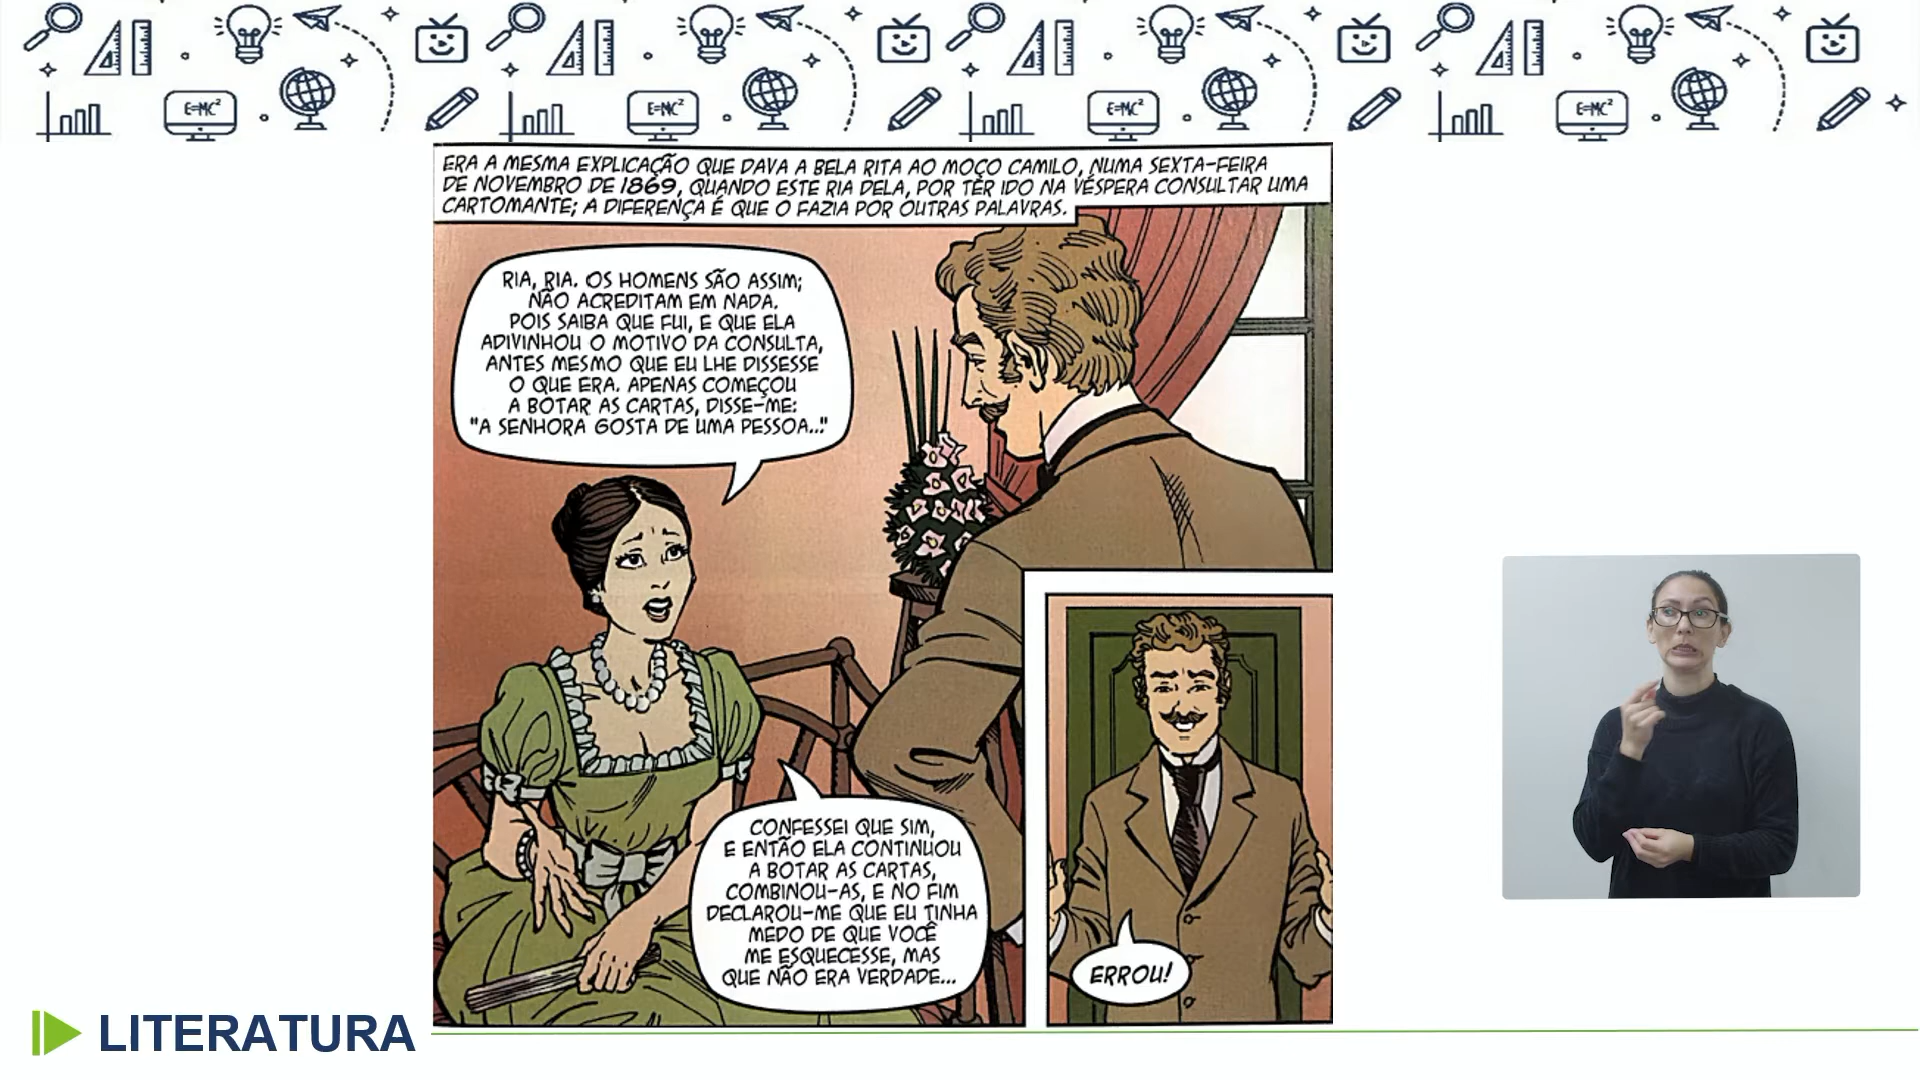 E=MC²
E=MC²
E=MC²
E=MC²
ERA A MESMA EXPLICAÇÃO QUE DAVA A BELA RITA AO MOÇO CAMILO, NUMA SEXTA-FEIRA
DE NOVEMBRO DE 1869, QUANDO ESTE RIA DELA, POR TER IDO NA VÉSPERA CONSULTAR UMA
CARTOMANTE; A DIFERENÇA É QUE O FAZIA POR OUTRAS PALAVRAS.
RIA, RIA. OS HOMENS SÃO ASSIM;
NÃO ACREDITAM EM NADA.
POIS SAIBA QUE FUI, E QUE ELA
ADIVINHOU O MOTIVO DA CONSULTA,
ANTES MESMO QUE EU LHE DISSESSE
O QUE ERA. APENAS COMEÇOU
A BOTAR AS CARTAS, DISSE-ME:
"A SENHORA GOSTA DE UMA PESSOA..."
CONFESSEI QUE SIM,
E ENTÃO ELA CONTINUOU
A BOTAR AS CARTAS,
COMBINOU-AS, E NO FIM
DECLAROU-ME QUE EU TINHA
MEDO DE QUE VOCÊ
ME ESQUECESSE, MAS
QUE NÃO ERA VERDADE...
ERROU!
LITERATURA